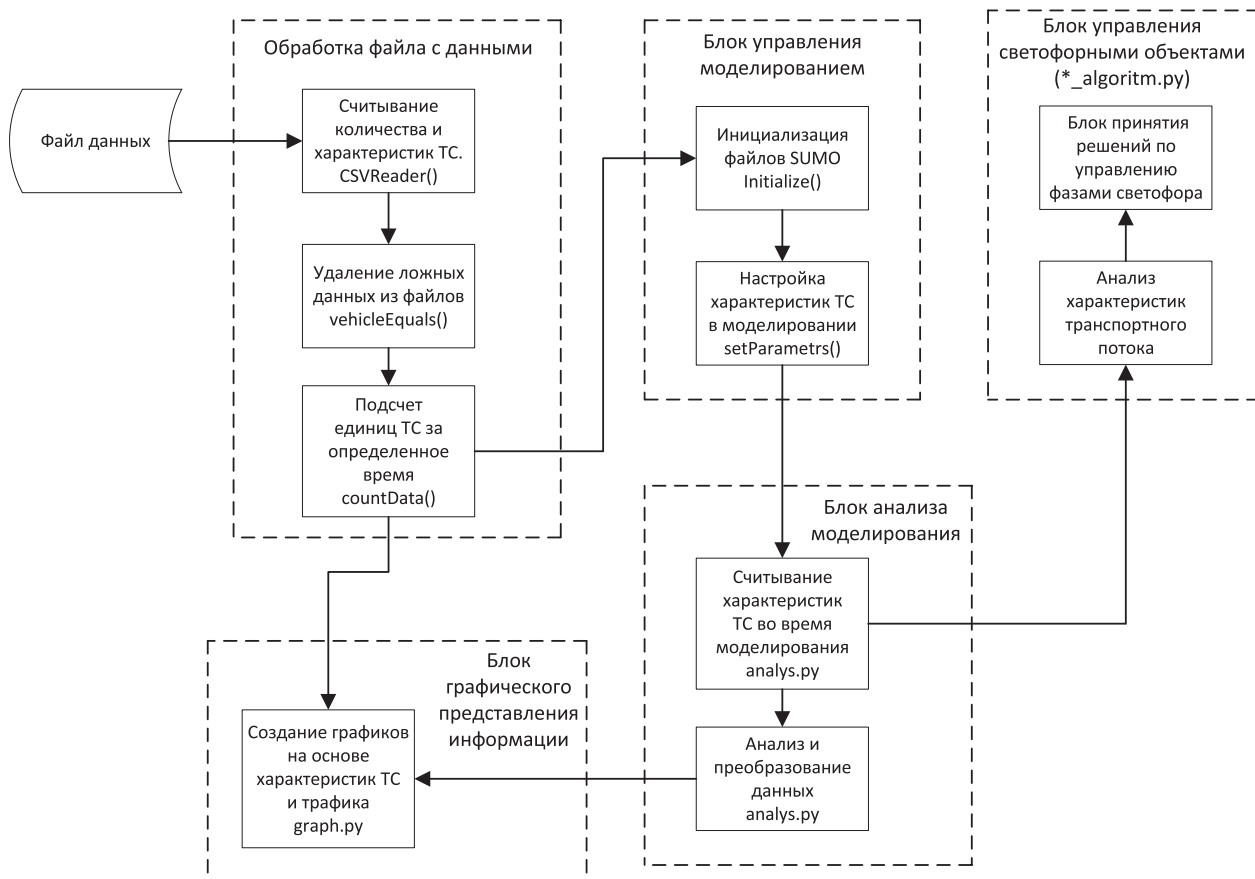 Обработка файла с данными
Файл данных
Считывание
количества и
характеристик ТС.
CSVReader()
Удаление ложных
данных из файлов
vehicleEquals()
Подсчет
единиц ТС за
определенное
время
countData()
Блок управления
моделированием
Инициализация
файлов SUMO
Initialize()
Настройка
характеристик ТС
в моделировании
setParametrs()
Блок управления
светофорными объектами
(*_algoritm.py)
Блок принятия
решений по
управлению
фазами светофора
Анализ
характеристик
транспортного
потока
Блок анализа
моделирования
Считывание
характеристик
ТС во время
моделирования
analys.py
Анализ и
преобразование
данных
analys.py
Блок
графического
представления
информации
Создание графиков
на основе
характеристик ТС
и трафика
graph.py